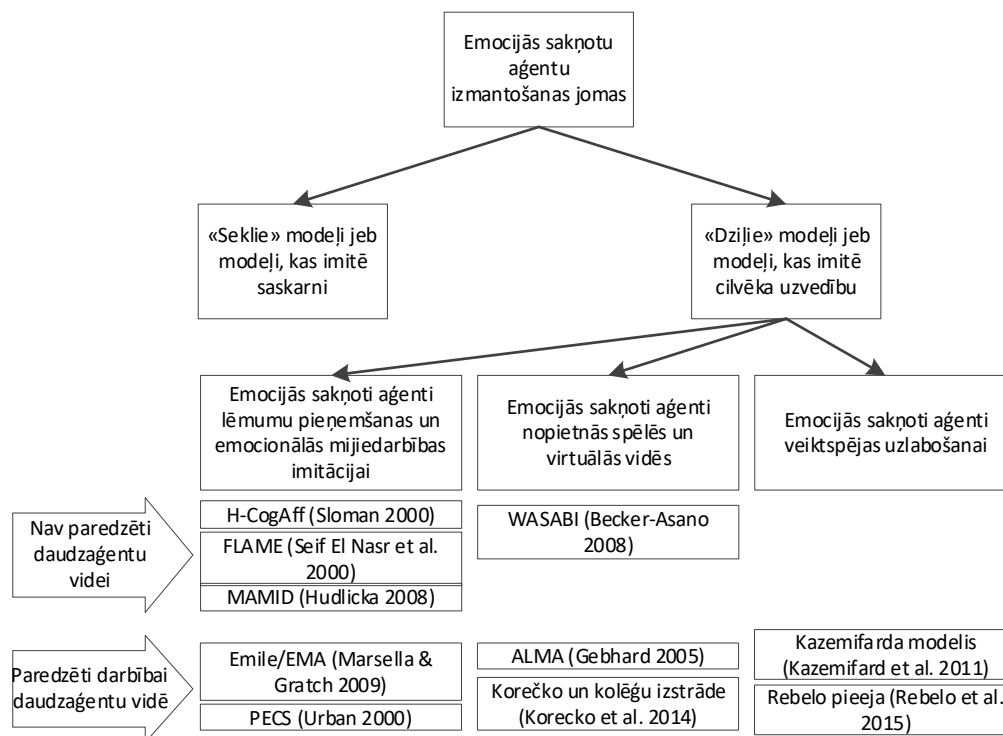 Emocijās sakņotu
aģentu
izmantošanas jomas
«Seklie» modeļi jeb
modeļi, kas imitē
saskarni
«Dziļie» modeļi jeb
modeļi, kas imitē
cilvēka uzvedību
Emocijās sakņoti aģenti
lēmumu pieņemšanas un
emocionālās mijiedarbības
imitācijai
Emocijās sakņoti aģenti
nopietnās spēlēs un
virtuālās vidēs
Emocijās sakņoti aģenti
veiktspējas uzlabošanai
Nav paredzēti
daudzaģentu
videi
H-CogAff (Sloman 2000)
FLAME (Seif El Nasr et al.
2000)
MAMID (Hudlicka 2008)
WASABI (Becker-Asano
2008)
Paredzēti darbībai
daudzaģentu vidē
Emile/EMA (Marsella &
Gratch 2009)
PECS (Urban 2000)
ALMA (Gebhard 2005)
Korečko un kolēģu izstrāde
(Korecko et al. 2014)
Kazemifarda modelis
(Kazemifard et al. 2011)
Rebelo pieeja (Rebelo et al.
2015)